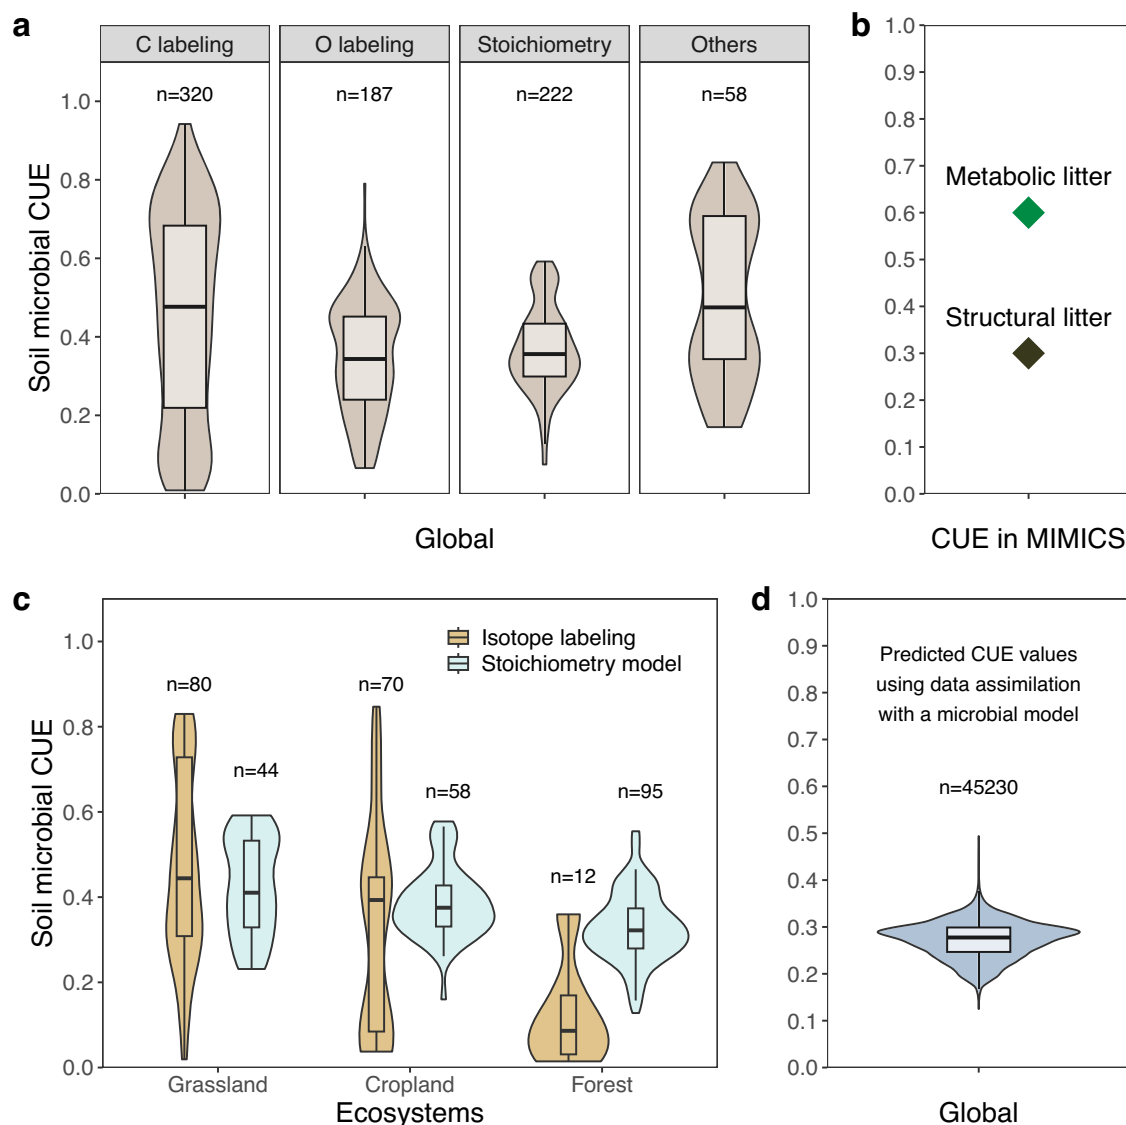 a
C labeling
O labeling
Stoichiometry
Others
n=320
n=187
n=222
n=58
1.0
0.8
0.6
0.4
0.2
0.0
Soil microbial CUE
Global
b
1.0
0.9
0.8
0.7
0.6
0.5
0.4
0.3
0.2
0.1
0.0
Metabolic litter
Structural litter
CUE in MIMICS
c
Isotope labeling
Stoichiometry model
n=80
n=44
n=70
n=58
n=12
n=95
1.0
0.8
0.6
0.4
0.2
0.0
Soil microbial CUE
Grassland
Cropland
Forest
Ecosystems
d
1.0
0.9
0.8
0.7
0.6
0.5
0.4
0.3
0.2
0.1
0.0
Predicted CUE values
using data assimilation
with a microbial model
n=45230
Global